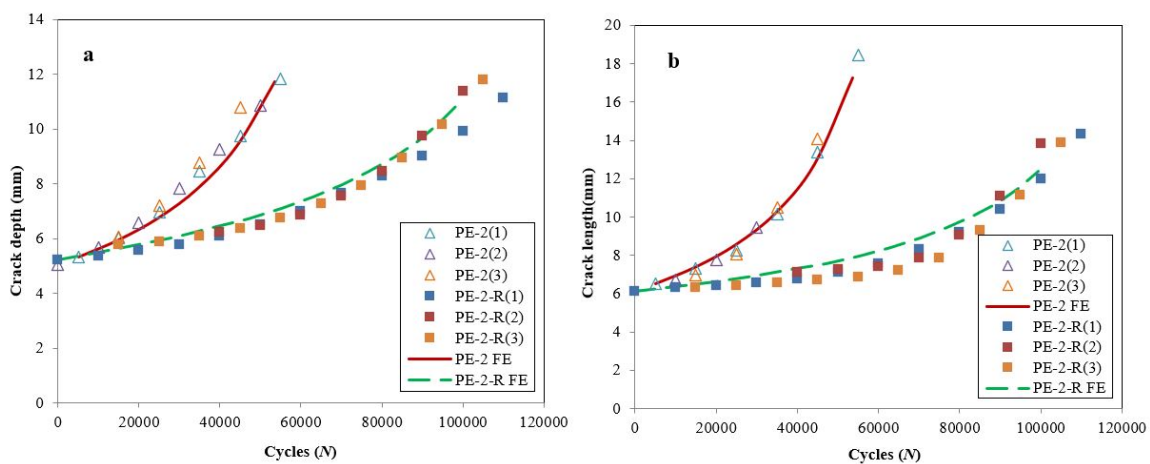 a
Crack depth (mm)
14
12
10
8
6
4
2
0
0 20000 40000 60000 80000 100000 120000
Cycles (N)
PE-2(1)
PE-2(2)
PE-2(3)
PE-2-R(1)
PE-2-R(2)
PE-2-R(3)
PE-2 FE
PE-2-R FE
b
Crack length(mm)
20
18
16
14
12
10
8
6
4
2
0
0 20000 40000 60000 80000 100000 120000
Cycles (N)
PE-2(1)
PE-2(2)
PE-2(3)
PE-2 FE
PE-2-R(1)
PE-2-R(2)
PE-2-R(3)
PE-2-R FE